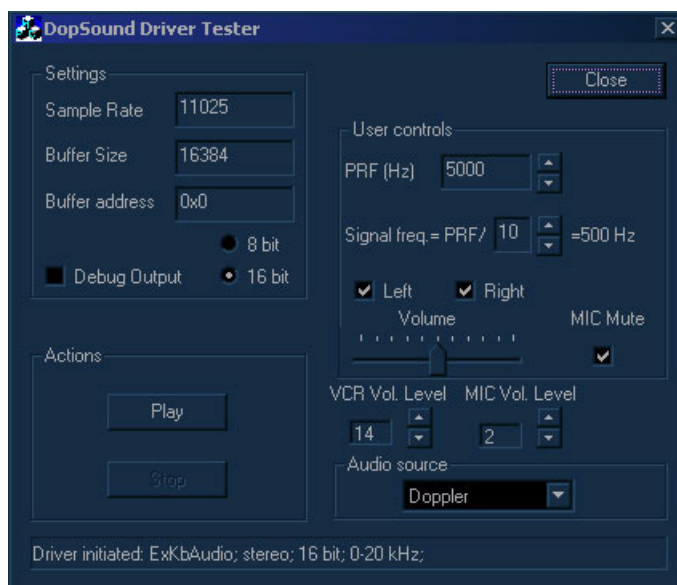 DopSound Driver Tester
Settings
Sample Rate 11025
Buffer Size 16384
Buffer address 0x0
8 bit
Debug Output 16 bit
Close
User controls
PRF (Hz) 5000
Signal freq.= PRF/ 10 =500 Hz
Left Right
Volume MIC Mute
Actions
Play
Stop
VCR Vol. Level MIC Vol. Level
14 2
Audio source
Doppler
Driver initiated: ExKbAudio; stereo; 16 bit; 0-20 kHz;